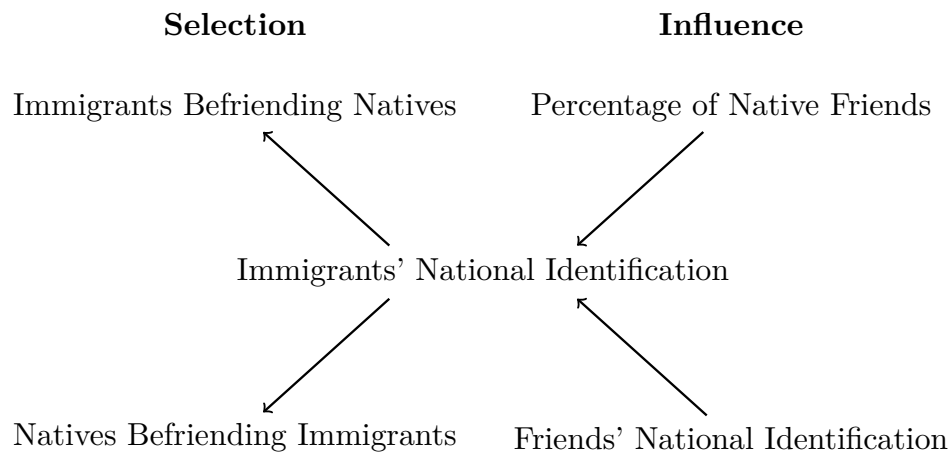 Selection
Influence
Immigrants Befriending Natives
Percentage of Native Friends
Immigrants’ National Identification
Natives Befriending Immigrants
Friends’ National Identification